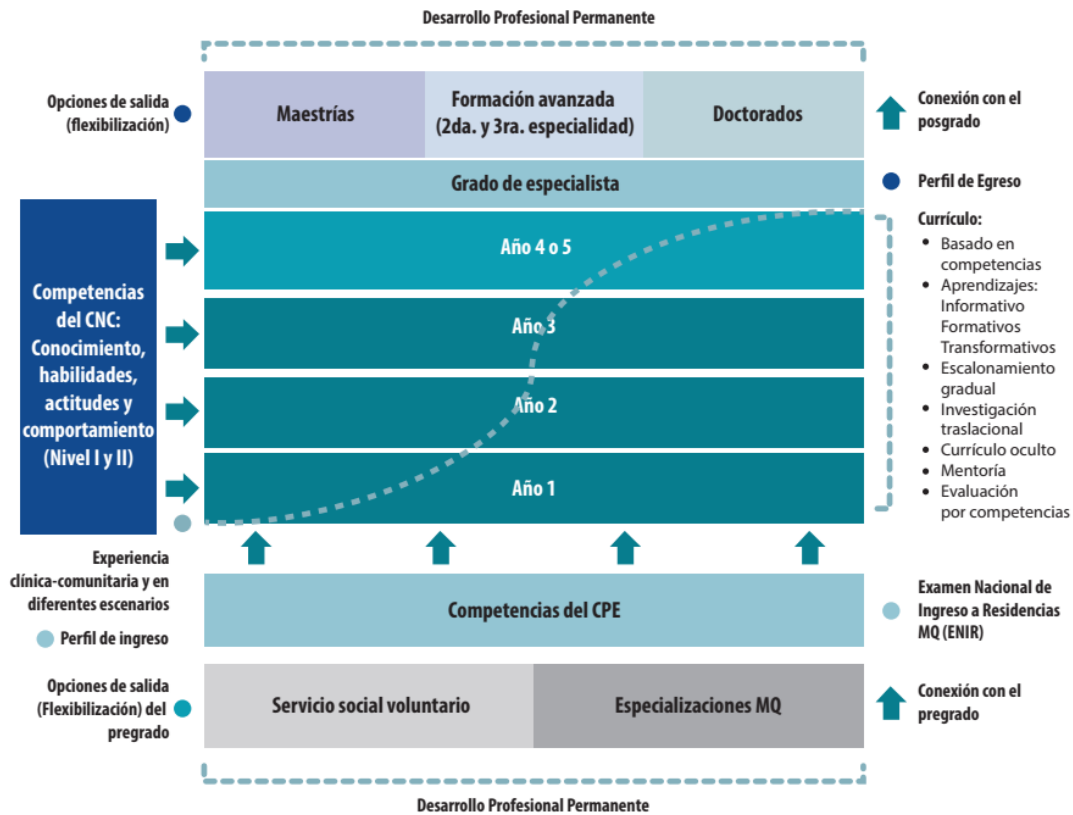 Desarrollo Profesional Permanente
Opciones de salida
(flexibilización)
Maestrías
Formación avanzada
(2da. y 3ra. especialidad)
Doctorados
Conexión con el
posgrado
Grado de especialista
Perfil de Egreso
Competencias
del CNC:
Conocimiento,
habilidades,
actitudes y
comportamiento
(Nivel I y II)
Año 4 o 5
Año 3
Año 2
Año 1
Currículo:
• Basado en
competencias
• Aprendizajes:
Informativo
Formativos
Transformativos
• Escalonamiento
gradual
• Investigación
traslacional
• Currículo oculto
• Mentoría
• Evaluación
por competencias
Experiencia
clínica-comunitaria y en
diferentes escenarios
Perfil de ingreso
Competencias del CPE
Examen Nacional de
Ingreso a Residencias
MQ (ENIR)
Opciones de salida
(Flexibilización) del
pregrado
Servicio social voluntario
Especializaciones MQ
Conexión con el
pregrado
Desarrollo Profesional Permanente